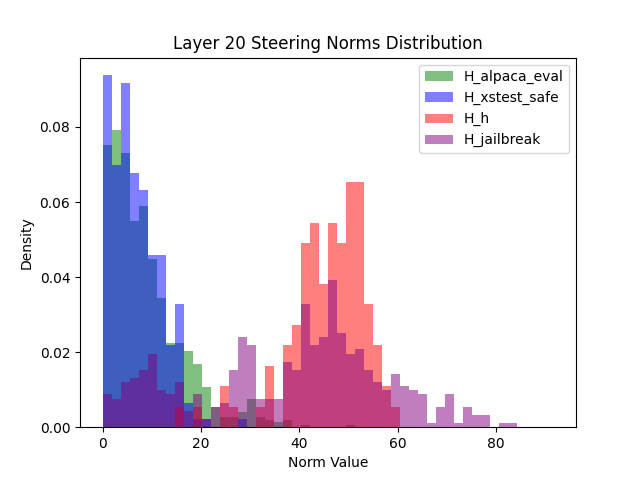 Layer 20 Steering Norms Distribution
H_alpaca_eval
H_xstest_safe
H_h
H_jailbreak
Density
0.08
0.06
0.04
0.02
0.00
0 20 40 60 80
Norm Value